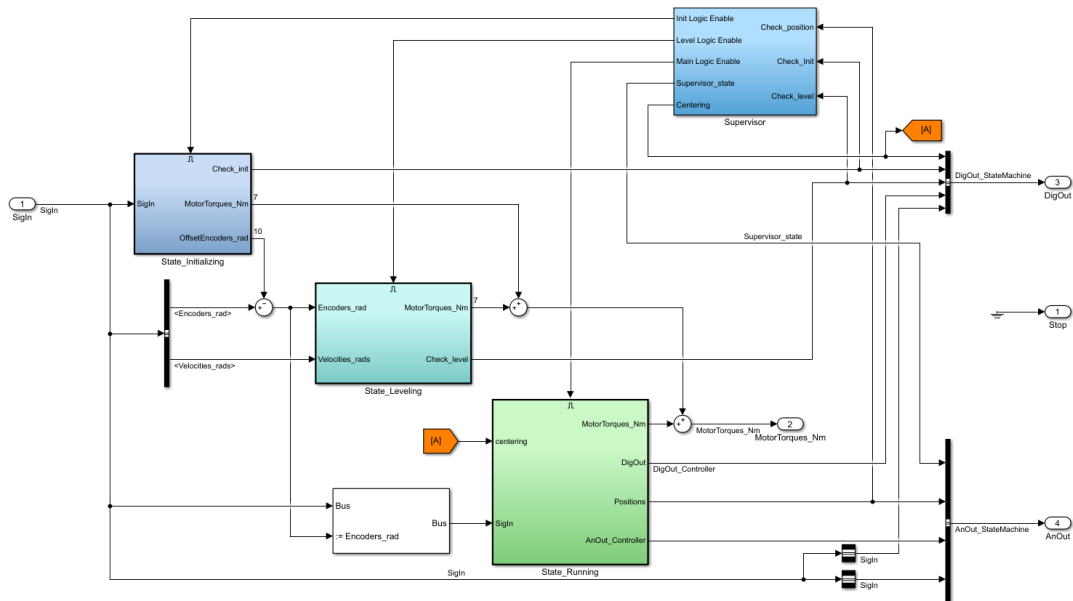 Init Logic Enable
Check_position
Level Logic Enable
Main Logic Enable
Check_Init
Supervisor_state
Check_level
Centering
Supervisor
[A]
Check_init
DigOut_StateMachine
3
DigOut
1
SigIn
SigIn
SigIn
MotorTorques_Nm
7
OffsetEncoders_rad
10
State_Initializing
Supervisor_state
<Encoders_rad>
Encoders_rad
MotorTorques_Nm
7
1
Stop
<Velocities_rads>
Velocities_rads
Check_level
State_Leveling
MotorTorques_Nm
MotorTorques_Nm
2
MotorTorques_Nm
[A]
centering
DigOut
DigOut_Controller
Bus
Positions
Bus
SigIn
:= Encoders_rad
AnOut_Controller
AnOut_StateMachine
4
AnOut
State_Running
SigIn
SigIn
SigIn